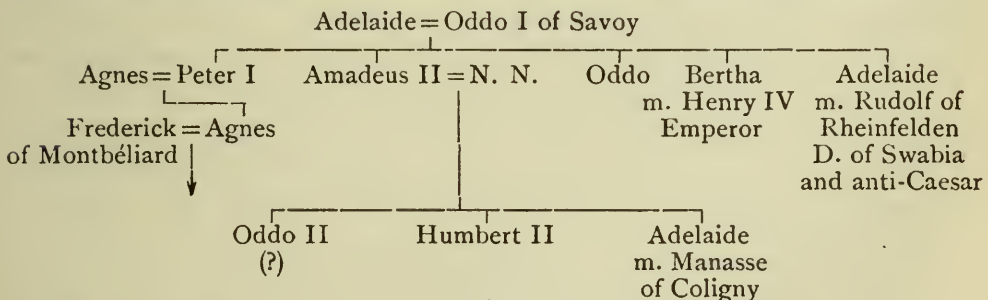 Adelaide = Oddo I of Savoy
Agnes = Peter I Amadeus II = N. N. Oddo Bertha Adelaide
m. Henry IV m. Rudolf of
Frederick = Agnes Emperor Rheinfelden
of Montbéliard D. of Swabia
and anti-Caesar
Oddo II Humbert II Adelaide
(?) m. Manasse
of Coligny